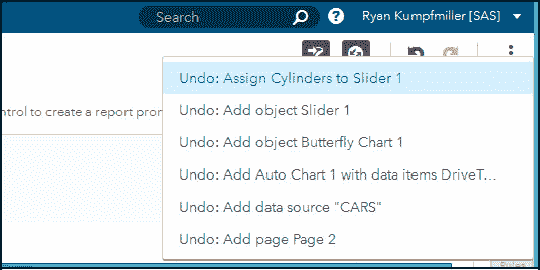 Search
Ryan Kumpfmiller [SAS]
Undo: Assign Cylinders to Slider 1
ntrol to create a report pron
Undo: Add object Slider 1
Undo: Add object Butterfly Chart 1
Undo: Add Auto Chart 1 with data items DriveT...
Undo: Add data source "CARS"
Undo: Add page Page 2